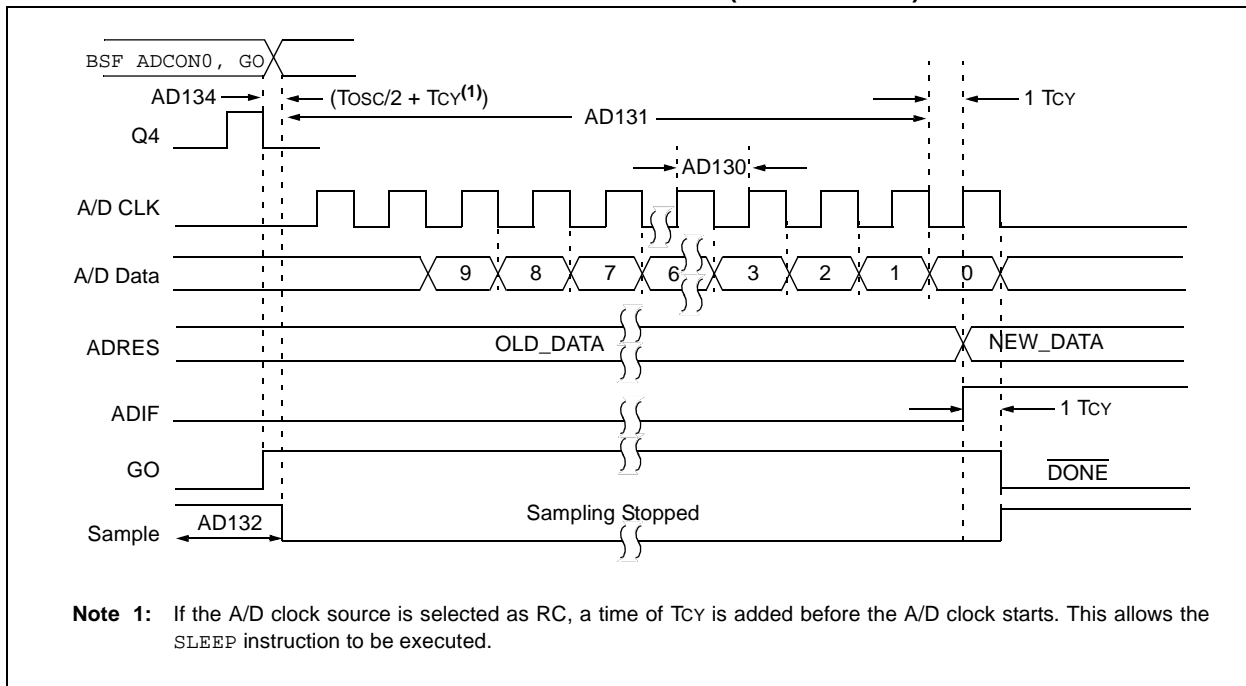 BSF ADCON0, GO
AD134
(TOSC/2 + TCY(1))
1 TCY
AD131
Q4
AD130
A/D CLK
A/D Data
9 8 7 6 3 2 1 0
ADRES
OLD_DATA
NEW_DATA
ADIF
1 TCY
GO
DONE
Sample
AD132
Sampling Stopped
Note 1: If the A/D clock source is selected as RC, a time of TCY is added before the A/D clock starts. This allows the
SLEEP instruction to be executed.